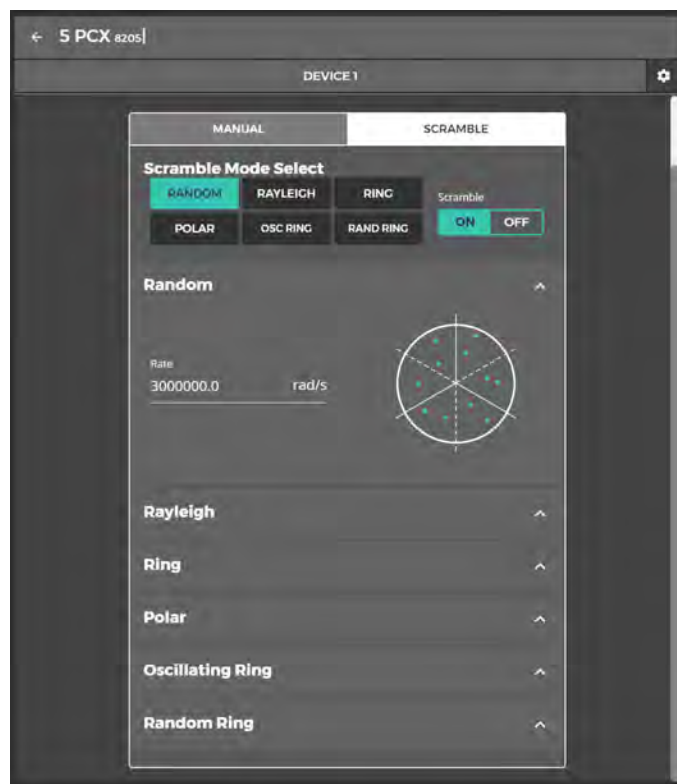 ← 5 PCX 8205
DEVICE 1
MANUAL SCRAMBLE
Scramble Mode Select
RANDOM RAYLEIGH RING
Scramble
POLAR OSC RING RAND RING ON OFF
Random
Rate
3000000.0 rad/s
Rayleigh
Ring
Polar
Oscillating Ring
Random Ring